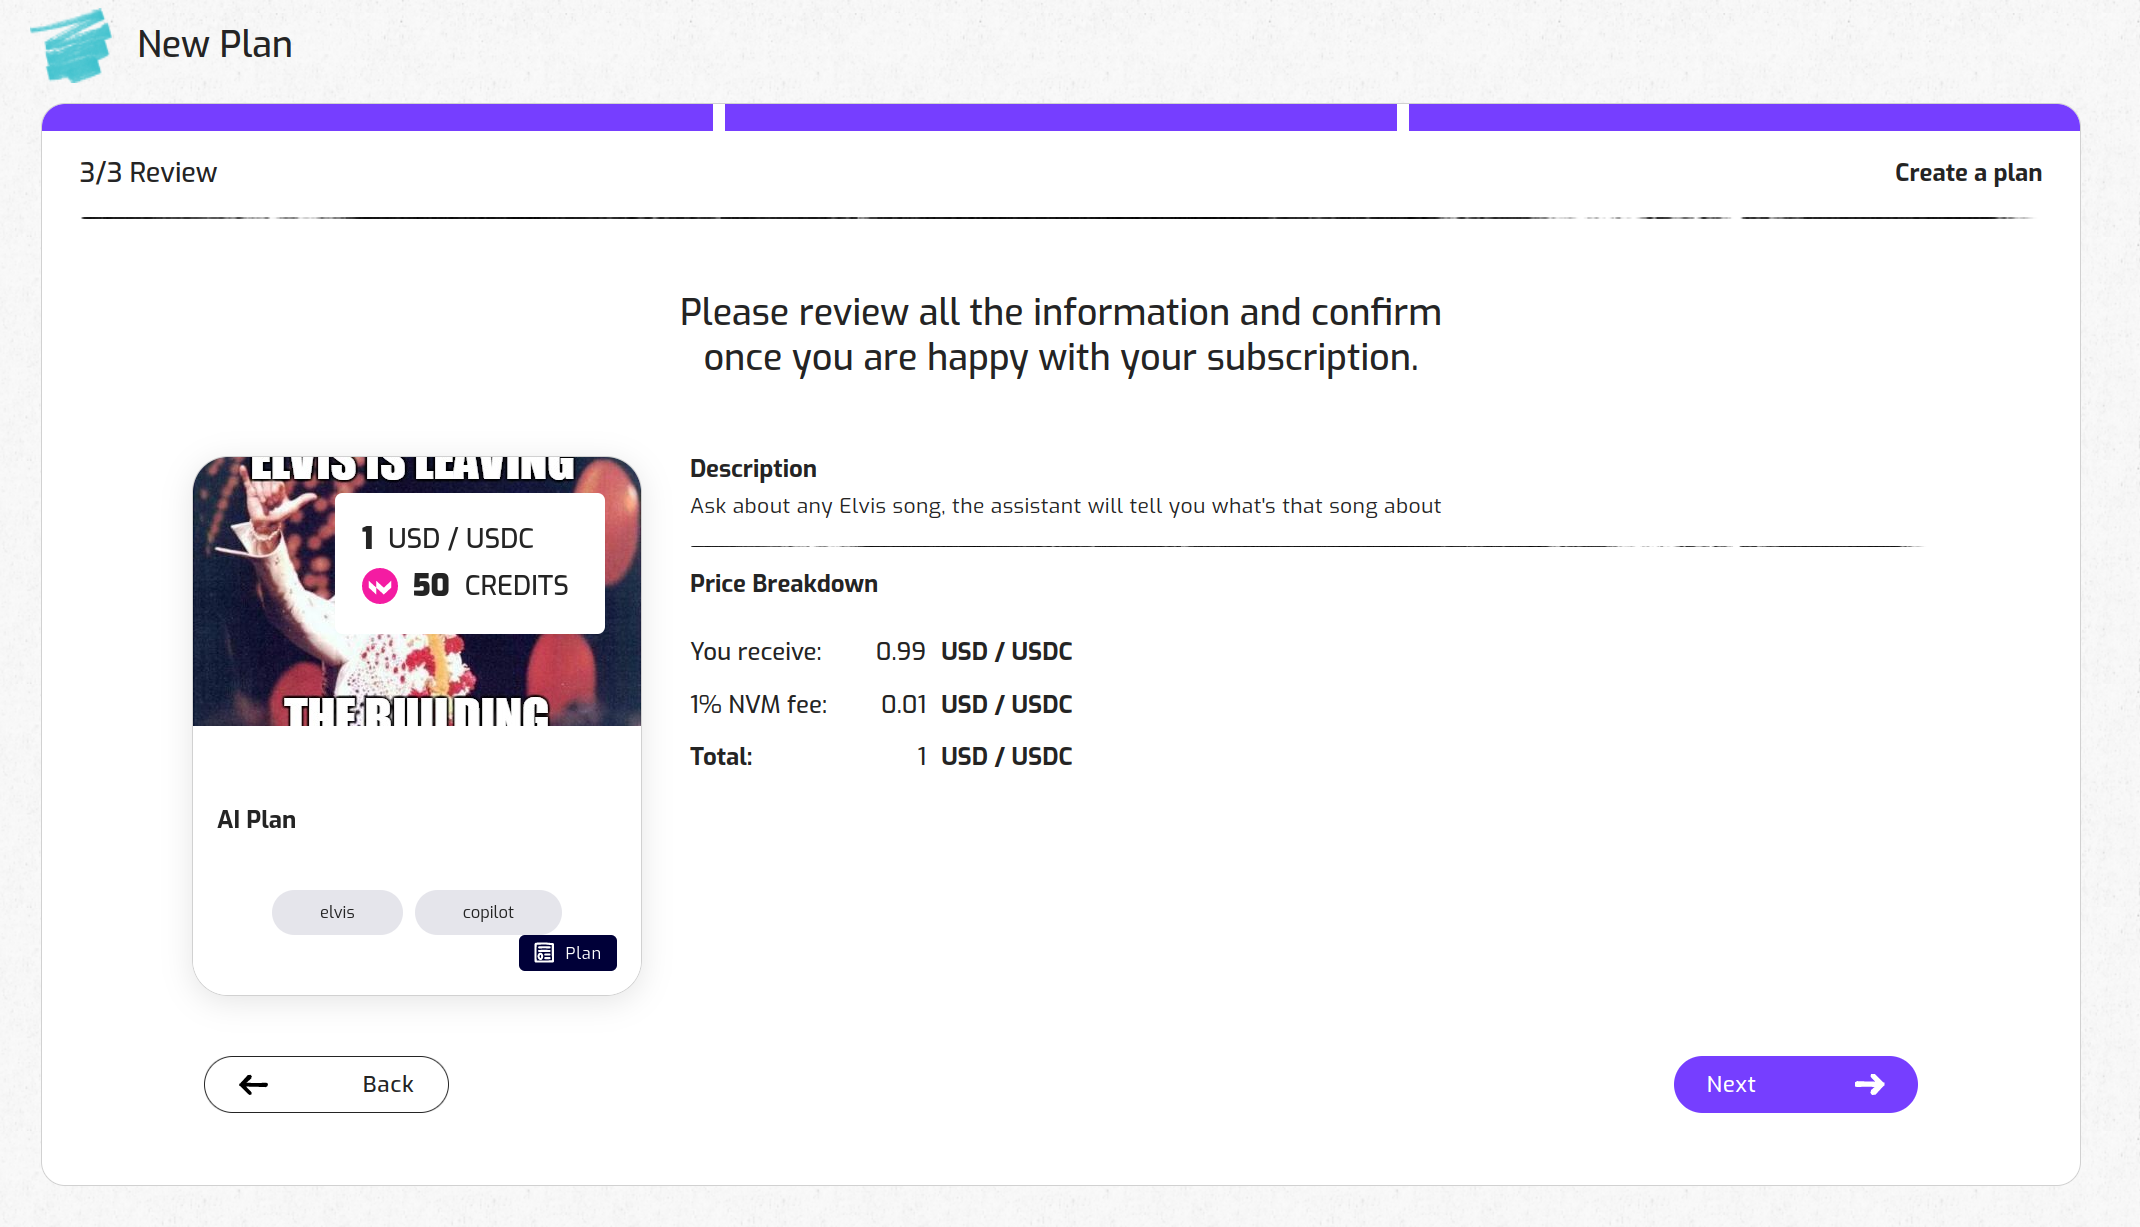 New Plan
3/3 Review
Create a plan
Please review all the information and confirm
once you are happy with your subscription.
ELVIS IS LEAVING
1 USD / USDC
50 CREDITS
THE BUILDING
AI Plan
elvis
copilot
Plan
Description
Ask about any Elvis song, the assistant will tell you what's that song about
Price Breakdown
You receive: 0.99 USD / USDC
1% NVM fee: 0.01 USD / USDC
Total: 1 USD / USDC
Back
Next